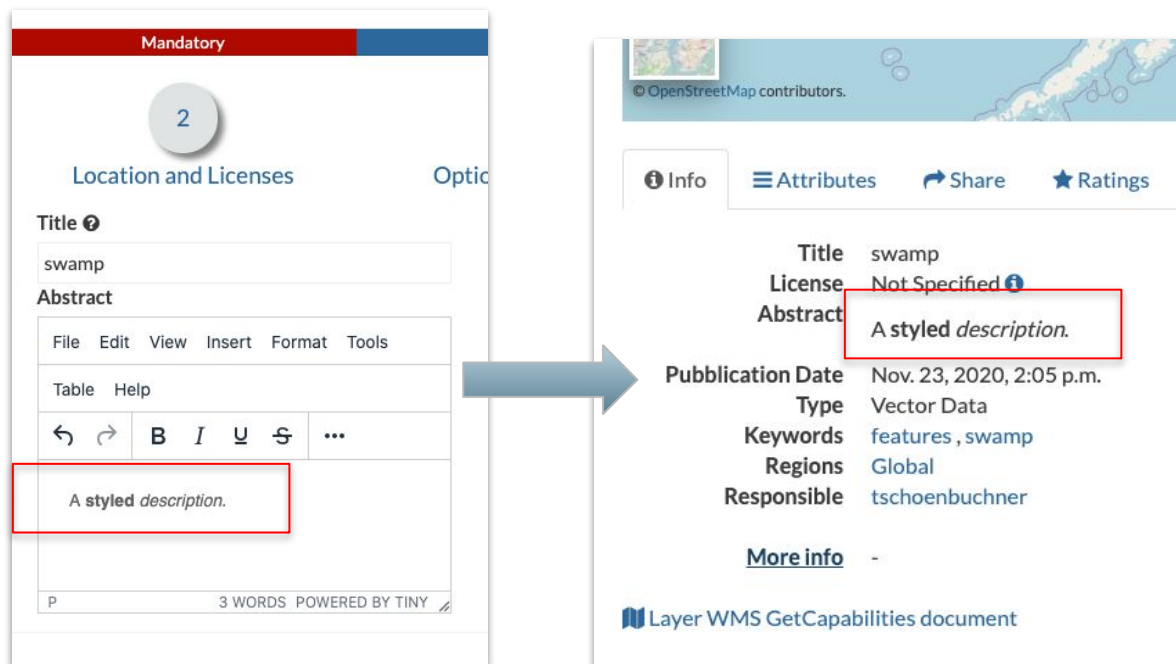 Mandatory
2
Location and Licenses
Optio
Title
swamp
Abstract
File Edit View Insert Format Tools
Table Help
B I U S ...
A styled description.
P 3 WORDS POWERED BY TINY
© OpenStreetMap contributors.
Info Attributes Share Ratings
Title swamp
License Not Specified
Abstract A styled description.
Pubblication Date Nov. 23, 2020, 2:05 p.m.
Type Vector Data
Keywords features , swamp
Regions Global
Responsible tschoenbuchner
More info -
Layer WMS GetCapabilities document